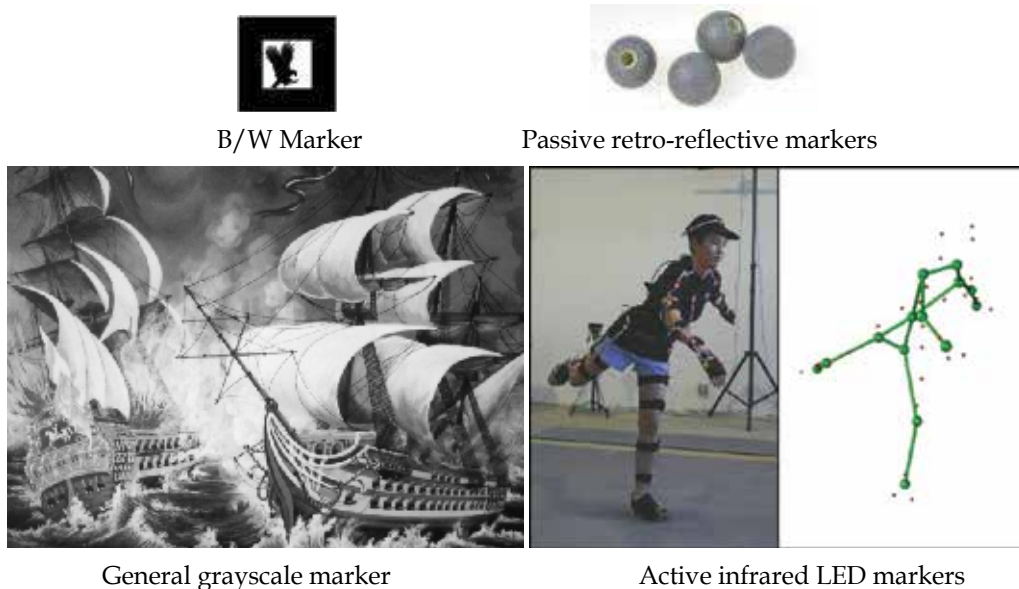 B/W Marker
Passive retro-reflective markers
General grayscale marker
Active infrared LED markers